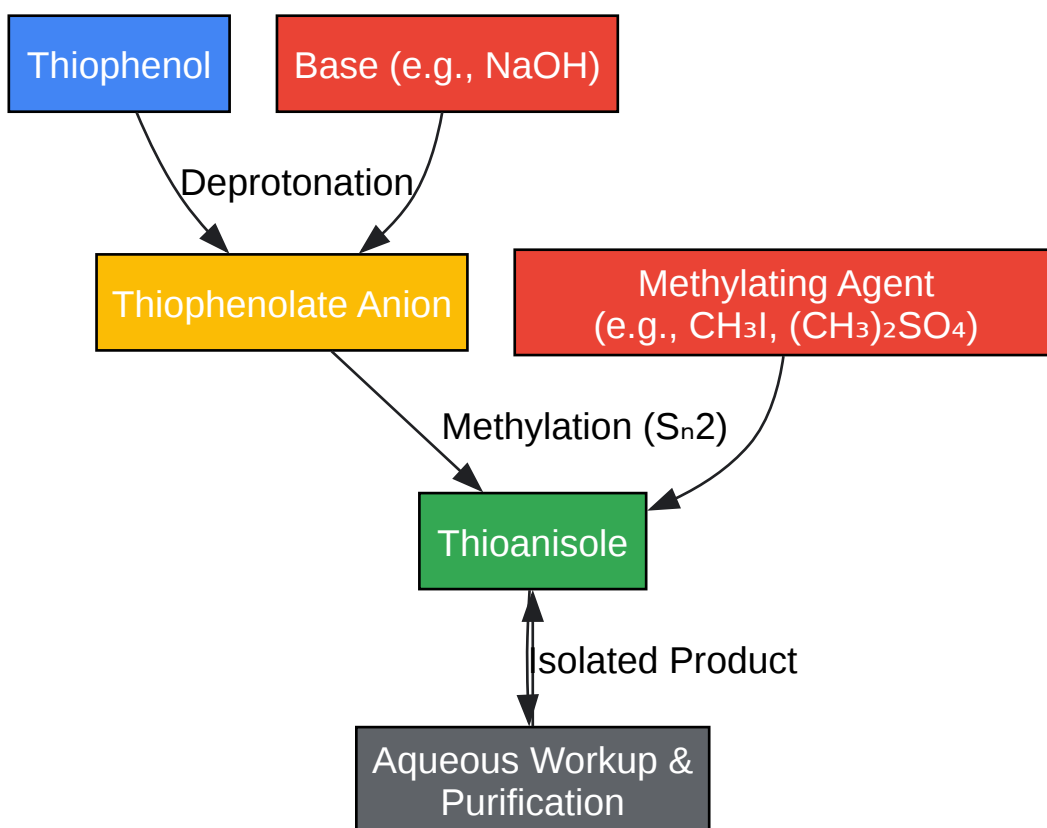 Thiophenol
Base (e.g., NaOH)
Deprotonation
Thiophenolate Anion
Methylating Agent
(e.g., CH₃I, (CH₃)₂SO₄)
Methylation (Sₙ2)
Thioanisole
Isolated Product
Aqueous Workup &
Purification